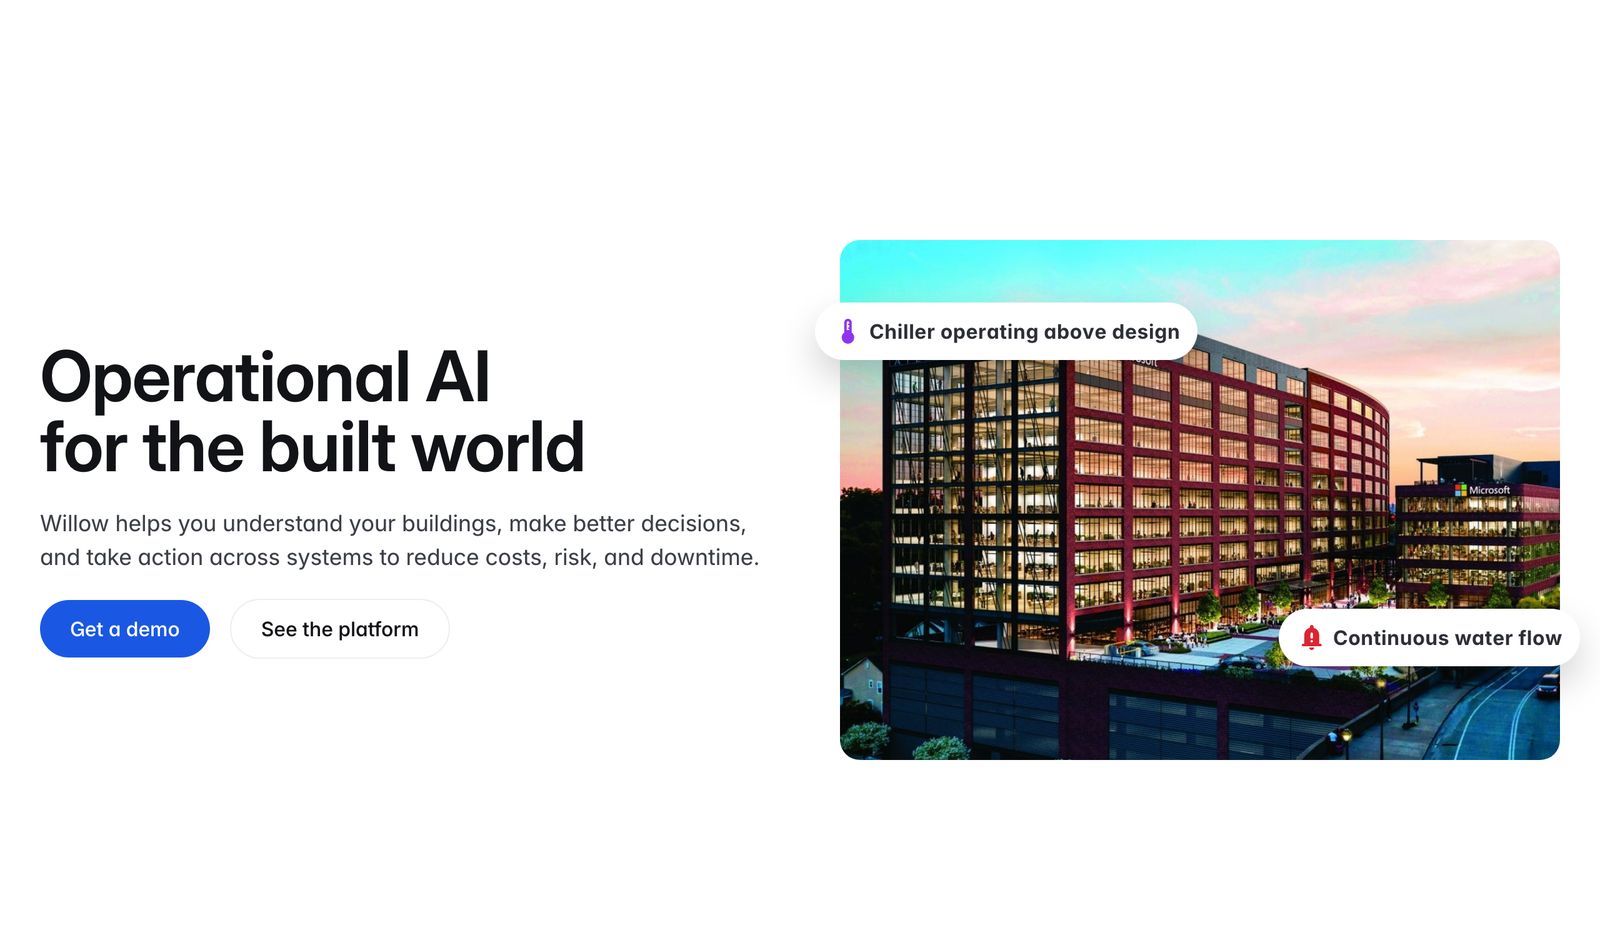 Operational AI
for the built world
Willow helps you understand your buildings, make better decisions,
and take action across systems to reduce costs, risk, and downtime.
Get a demo
See the platform
Chiller operating above design
Microsoft
Continuous water flow